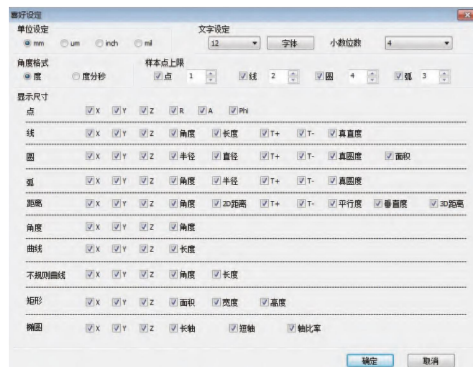 喜好设定
单位设定 文字设定
mm um inch mil 12 字体 小数位数 4
角度格式 样本点上限
度 度分秒 点 1 线 2 圆 4 弧 3
显示尺寸
点 X Y Z R A Phi
线 X Y Z 角度 长度 T+ T- 真直度
圆 X Y Z 半径 直径 T+ T- 真圆度 面积
弧 X Y Z 角度 半径 T+ T- 真圆度
距离 X Y Z 角度 2D距离 T+ T- 平行度 垂直度 3D距离
角度 X Y Z 角度
曲线 X Y Z 长度
不规则曲线 X Y Z 角度 长度
矩形 X Y Z 面积 宽度 高度
椭圆 X Y Z 长轴 短轴 轴比率
确定 取消